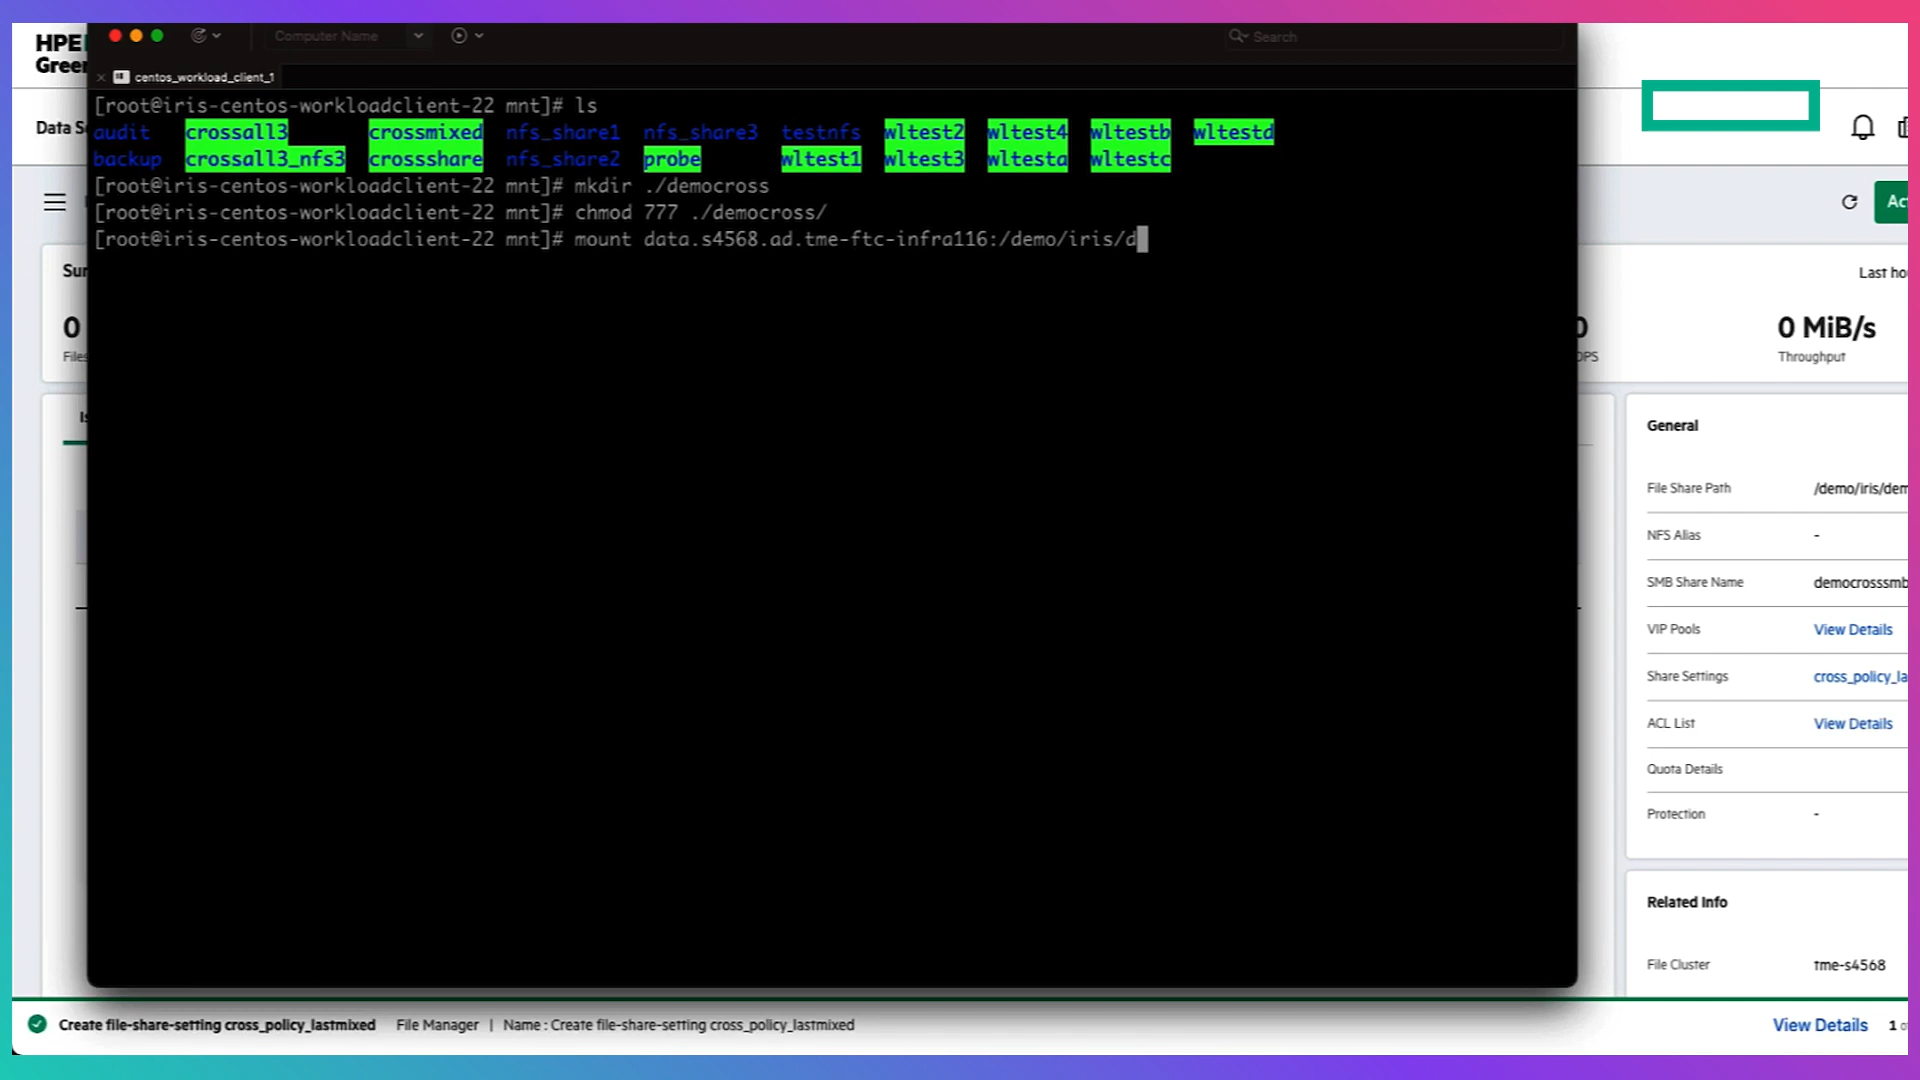 HPE
Computer Name
Search
centos_workload_client_1
[root@iris-centos-workloadclient-22 mnt]# ls
audit crossall3 crossmixed nfs_share1 nfs_share3 testnfs wltest2 wltest4 wltestb wltestd
backup crossall3_nfs3 crossshare nfs_share2 probe wltest1 wltest3 wltesta wltestc
[root@iris-centos-workloadclient-22 mnt]# mkdir ./democross
[root@iris-centos-workloadclient-22 mnt]# chmod 777 ./democross/
[root@iris-centos-workloadclient-22 mnt]# mount data.s4568.ad.tme-ftc-infra116:/demo/iris/d
0
0 MiB/s
Throughput
General
File Share Path /demo/iris/dem
NFS Alias -
SMB Share Name democrosssmb
VIP Pools View Details
Share Settings cross_policy_la
ACL List View Details
Quota Details
Protection -
Related Info
File Cluster tme-s4568
Create file-share-setting cross_policy_lastmixed File Manager | Name : Create file-share-setting cross_policy_lastmixed
View Details 1